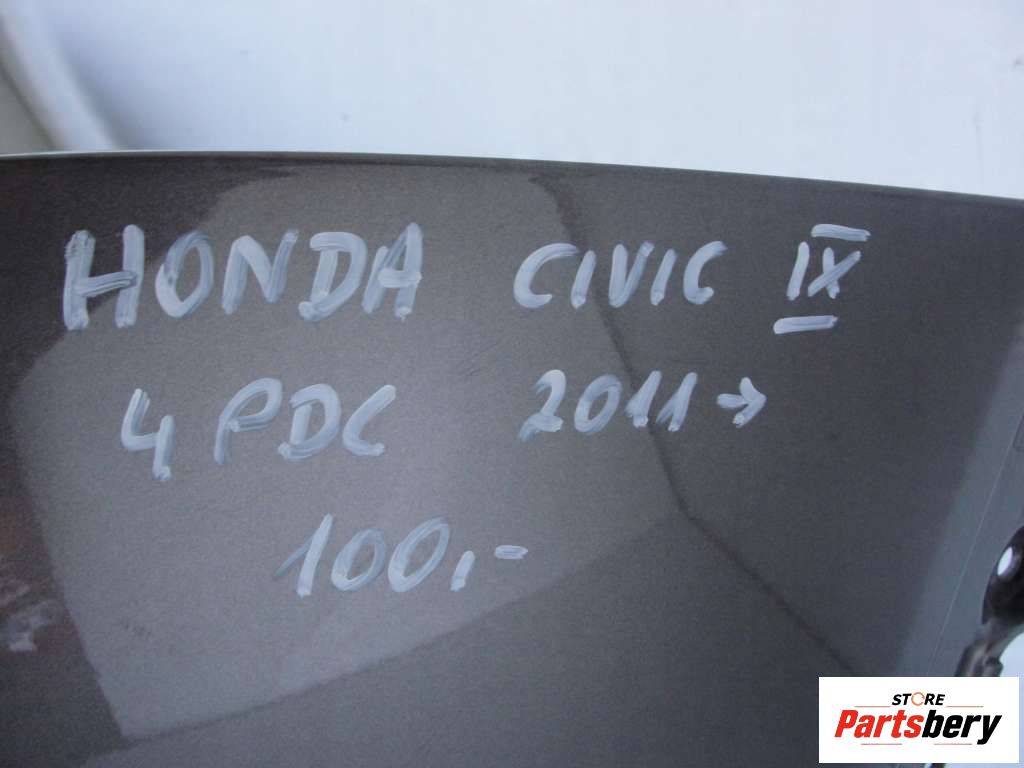 HONDA CIVIC IX
4 PDC 2011 →
100,-
STORE
Partsbery